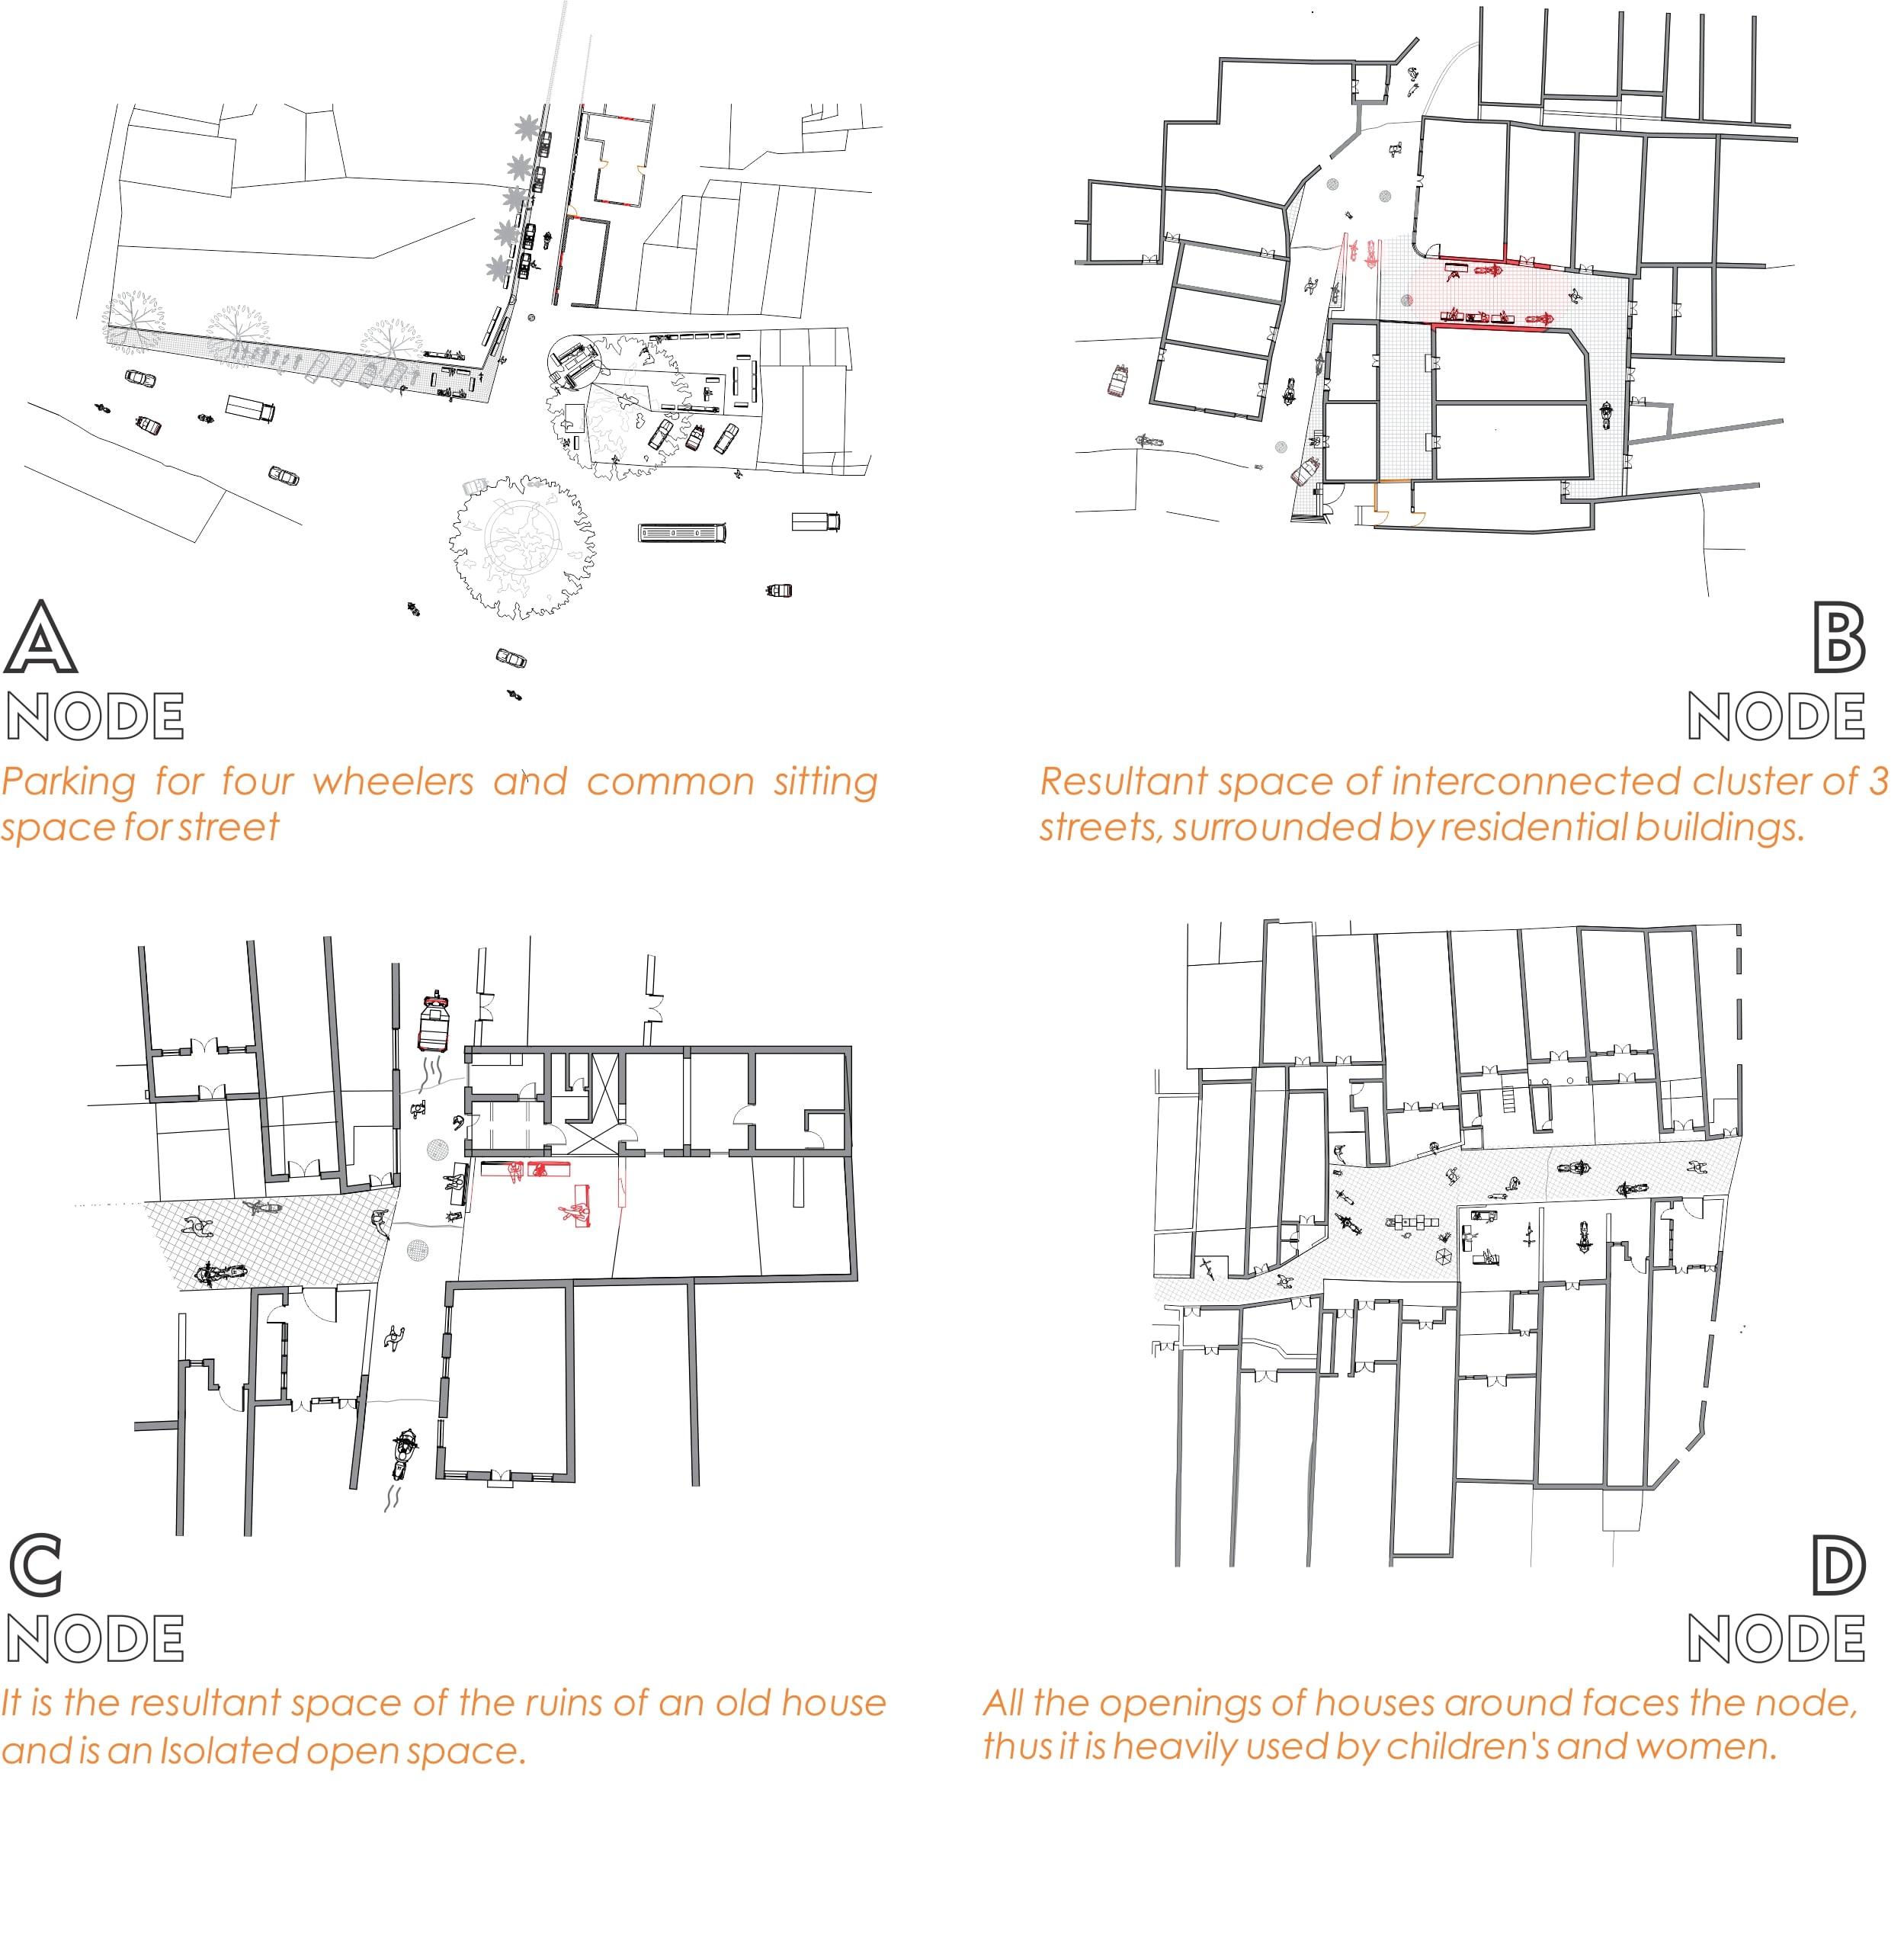 A
NODE
Parking for four wheelers and common sitting
space for street
B
NODE
Resultant space of interconnected cluster of 3
streets, surrounded by residential buildings.
C
NODE
It is the resultant space of the ruins of an old house
and is an Isolated open space.
D
NODE
All the openings of houses around faces the node,
thus it is heavily used by children's and women.